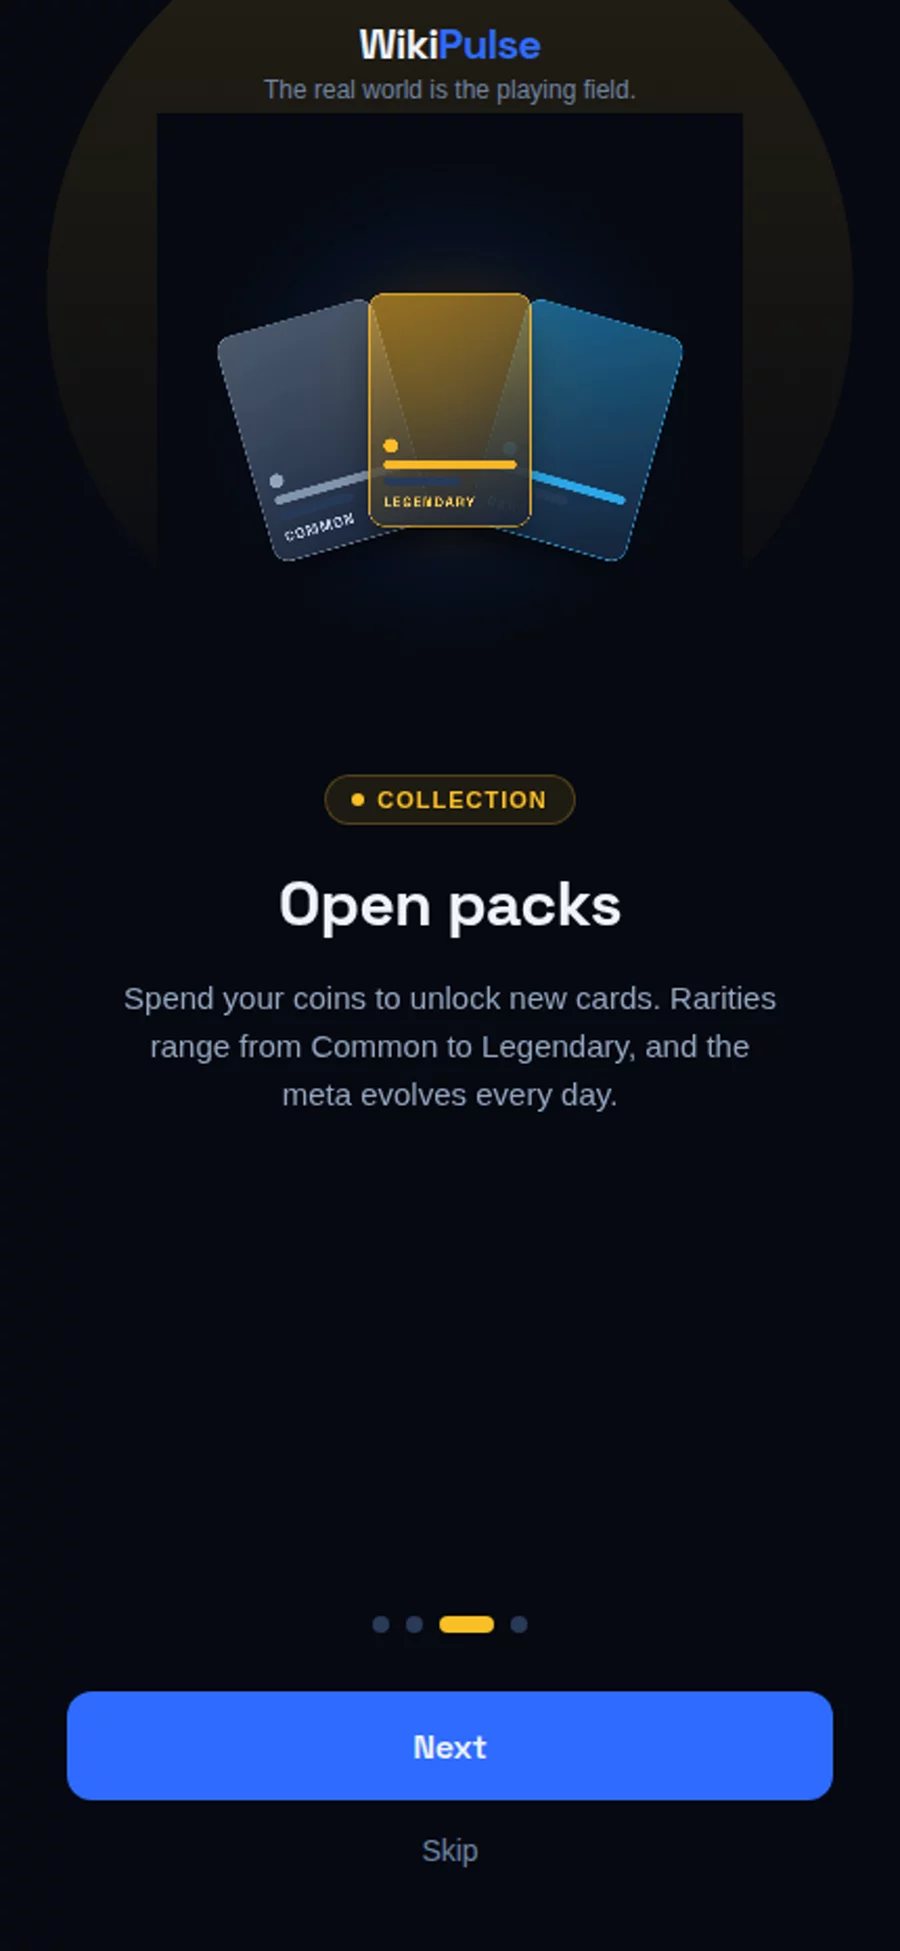 WikiPulse
The real world is the playing field.
COMMON
LEGENDARY
COLLECTION
Open packs
Spend your coins to unlock new cards. Rarities
range from Common to Legendary, and the
meta evolves every day.
Next
Skip